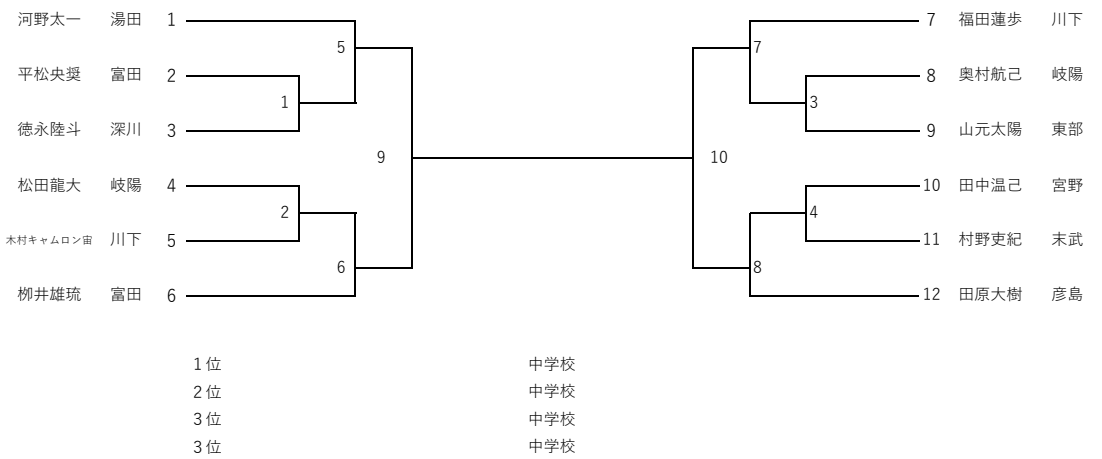 河野太一 湯田 1 7 福田蓮歩 川下
5 7
平松央奨 富田 2 8 奥村航己 岐陽
1 3
徳永陸斗 深川 3 9 山元太陽 東部
9 10
松田龍大 岐陽 4 10 田中温己 宮野
2 4
木村キャムロン宙 川下 5 11 村野吏紀 末武
6 8
栁井雄琉 富田 6 12 田原大樹 彦島
1位 中学校
2位 中学校
3位 中学校
3位 中学校